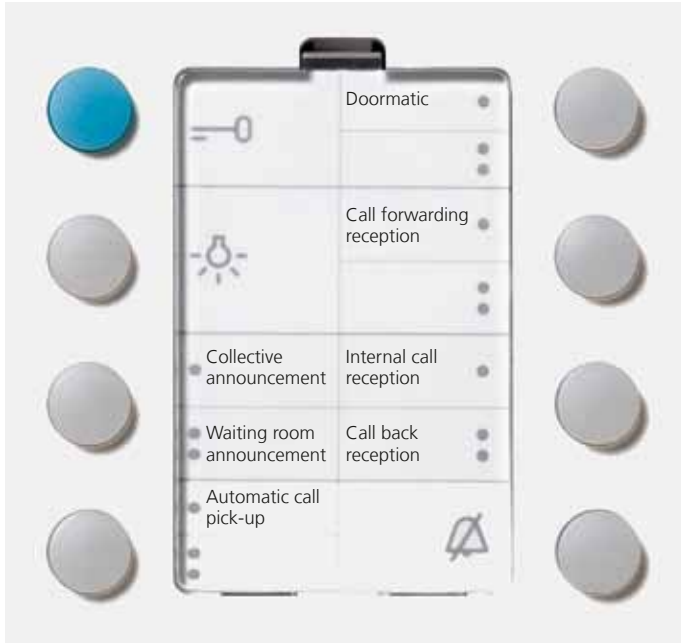 Doormatic
Call forwarding
reception
Collective
announcement
Internal call
reception
Waiting room
announcement
Call back
reception
Automatic call
pick-up